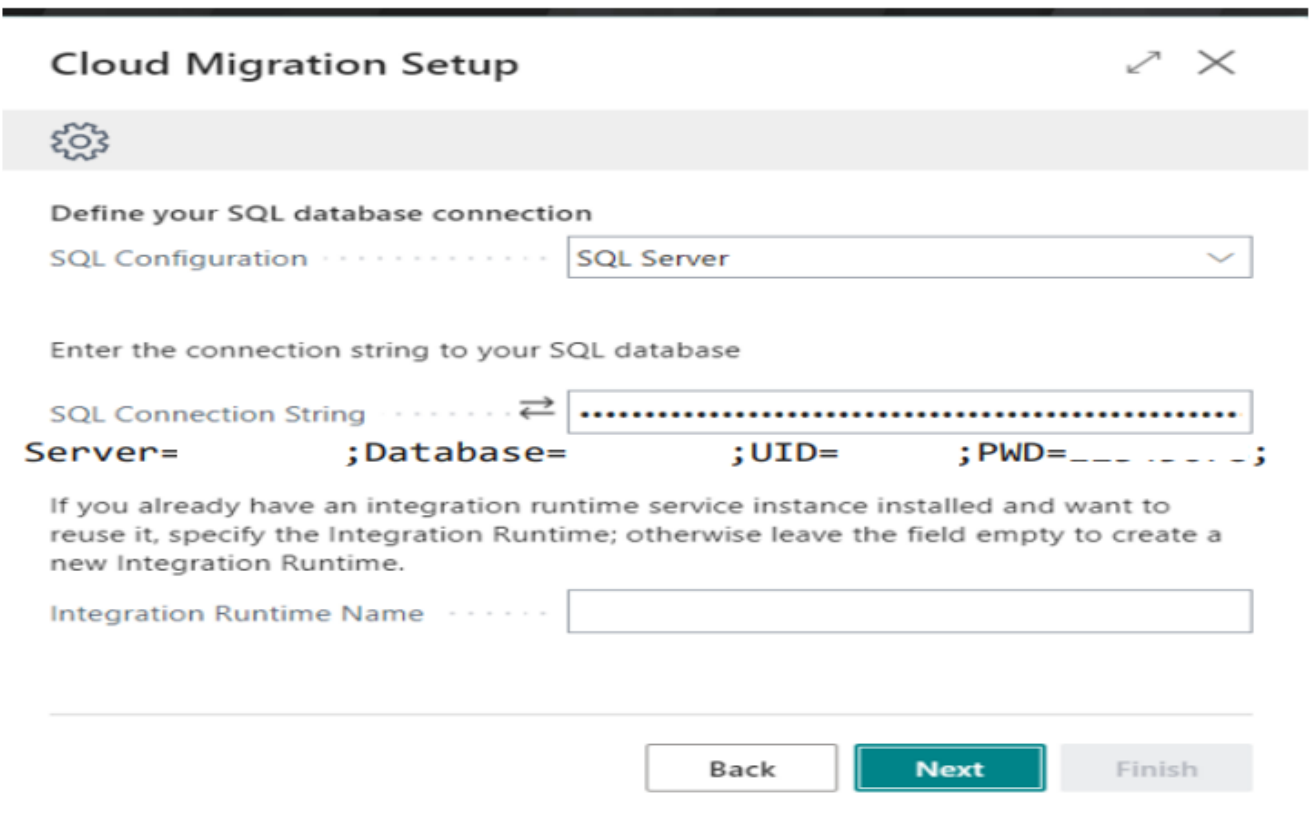 Cloud Migration Setup
Define your SQL database connection
SQL Configuration
SQL Server
Enter the connection string to your SQL database
SQL Connection String
Server= ;Database= ;UID= ;PWD= ;
If you already have an integration runtime service instance installed and want to
reuse it, specify the Integration Runtime; otherwise leave the field empty to create a
new Integration Runtime.
Integration Runtime Name
Back Next Finish